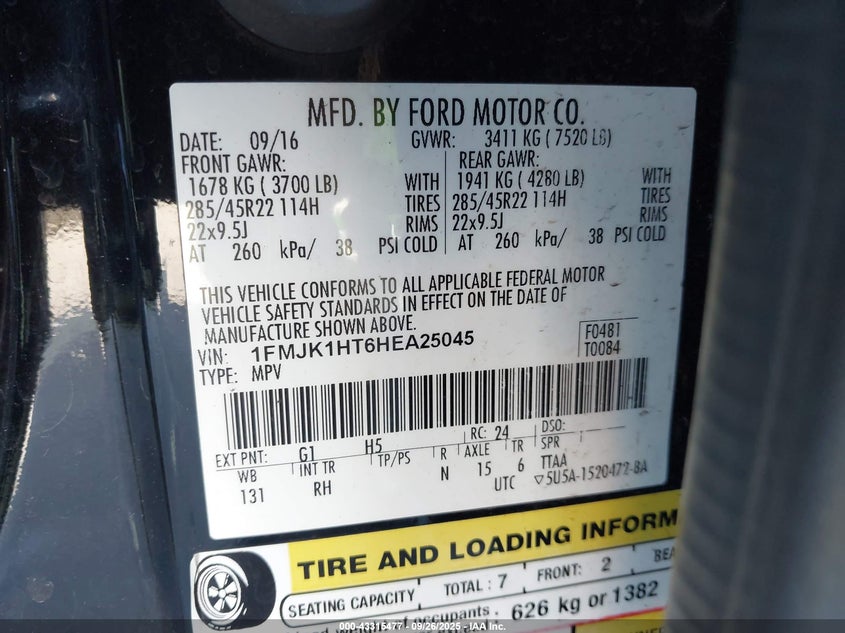 MFD. BY FORD MOTOR CO.
DATE: 09/16 GVWR: 3411 KG ( 7520 LB)
FRONT GAWR: REAR GAWR:
1678 KG ( 3700 LB) WITH 1941 KG ( 4280 LB) WITH
285/45R22 114H TIRES 285/45R22 114H TIRES
22x9.5J RIMS 22x9.5J RIMS
AT 260 kPa/ 38 PSI COLD AT 260 kPa/ 38 PSI COLD
THIS VEHICLE CONFORMS TO ALL APPLICABLE FEDERAL MOTOR
VEHICLE SAFETY STANDARDS IN EFFECT ON THE DATE OF
MANUFACTURE SHOWN ABOVE.
VIN: 1FMJK1HT6HEA25045 F0481
TYPE: MPV T0084
EXT PNT: G1 H5 RC: 24 DSO:
WB INT TR TP/PS R AXLE TR SPR
131 RH N 15 6 TTAA
UTC ▽5U5A-1520472-BA
TIRE AND LOADING INFORM
SEATING CAPACITY TOTAL : 7 FRONT: 2 REA
occupants. 626 kg or 1382
Stock No: 43315477 - 09/26/2025 - IAA Inc.